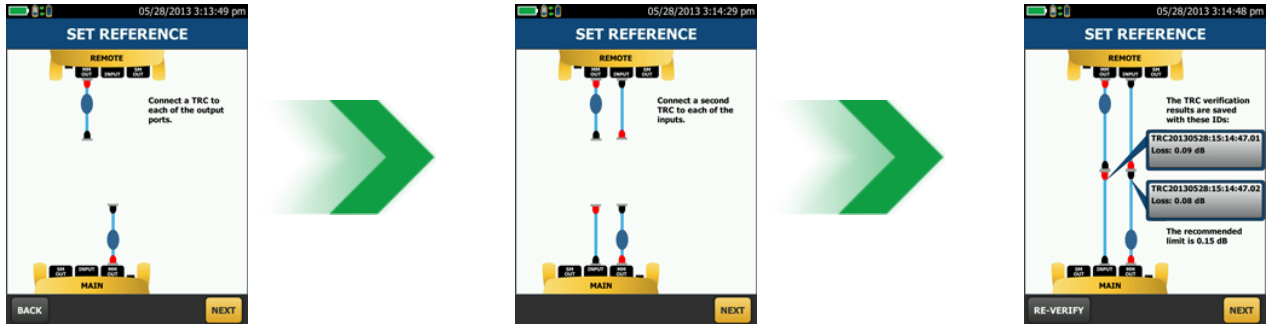 05/28/2013 3:13:49 pm
SET REFERENCE
REMOTE
MM OUT
INPUT
SM OUT
Connect a TRC to
each of the output
ports.
SM OUT
INPUT
MM OUT
MAIN
BACK
NEXT
05/28/2013 3:14:29 pm
SET REFERENCE
REMOTE
MM OUT
INPUT
SM OUT
Connect a second
TRC to each of the
inputs.
SM OUT
INPUT
MM OUT
MAIN
NEXT
05/28/2013 3:14:48 pm
SET REFERENCE
REMOTE
MM OUT
INPUT
SM OUT
The TRC verification
results are saved
with these IDs:
TRC20130528:15:14:47.01
Loss: 0.09 dB
TRC20130528:15:14:47.02
Loss: 0.08 dB
The recommended
limit is 0.15 dB
SM OUT
INPUT
MM OUT
MAIN
RE-VERIFY
NEXT